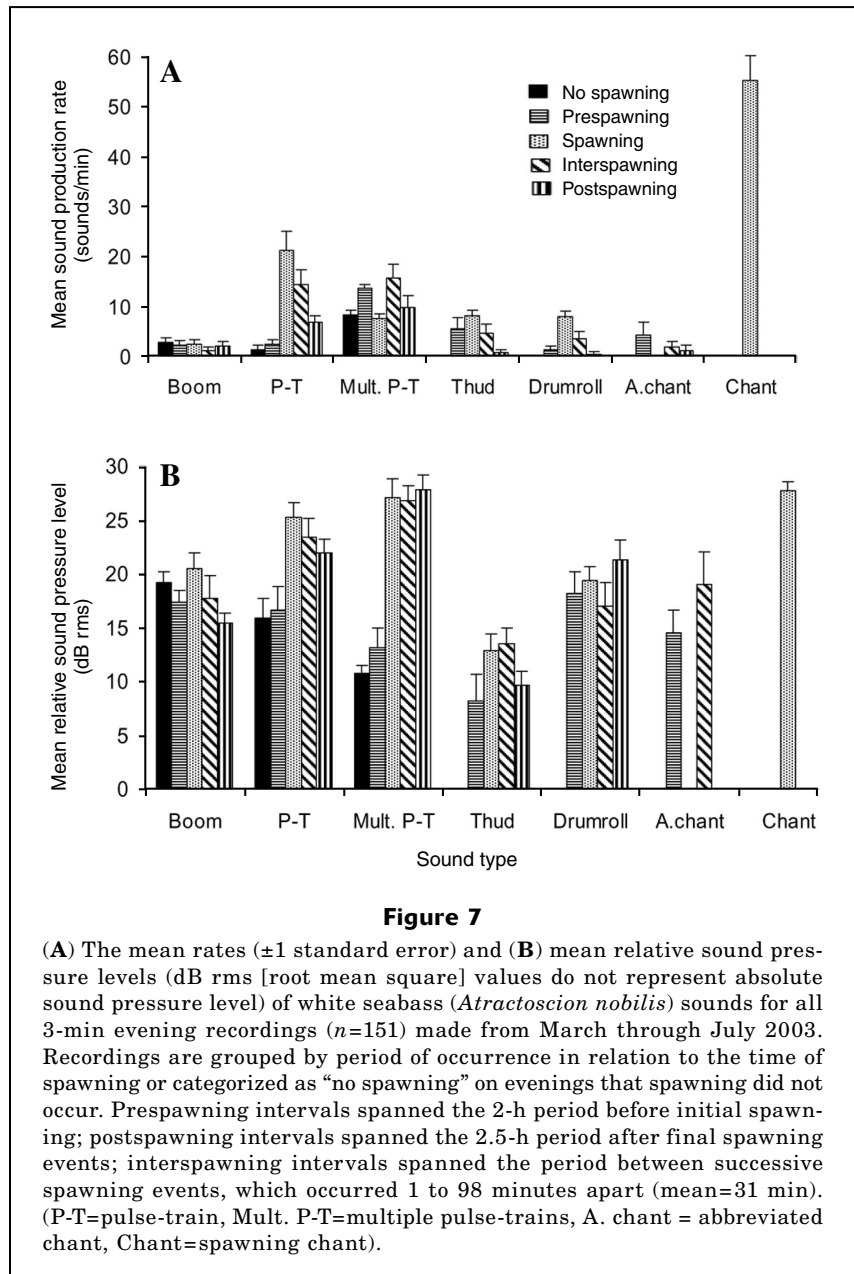 A
Mean sound production rate
(sounds/min)
60
50
40
30
20
10
0
No spawning
Prespawning
Spawning
Interspawning
Postspawning
Boom P-T Mult. P-T Thud Drumroll A.chant Chant
B
Mean relative sound pressure level
(dB rms)
30
25
20
15
10
5
0
Boom P-T Mult. P-T Thud Drumroll A.chant Chant
Sound type
Figure 7
(A) The mean rates (±1 standard error) and (B) mean relative sound pres-
sure levels (dB rms [root mean square] values do not represent absolute
sound pressure level) of white seabass (Atractoscion nobilis) sounds for all
3-min evening recordings (n=151) made from March through July 2003.
Recordings are grouped by period of occurrence in relation to the time of
spawning or categorized as “no spawning” on evenings that spawning did not
occur. Prespawning intervals spanned the 2-h period before initial spawn-
ing; postspawning intervals spanned the 2.5-h period after final spawning
events; interspawning intervals spanned the period between successive
spawning events, which occurred 1 to 98 minutes apart (mean=31 min).
(P-T=pulse-train, Mult. P-T=multiple pulse-trains, A. chant = abbreviated
chant, Chant=spawning chant).